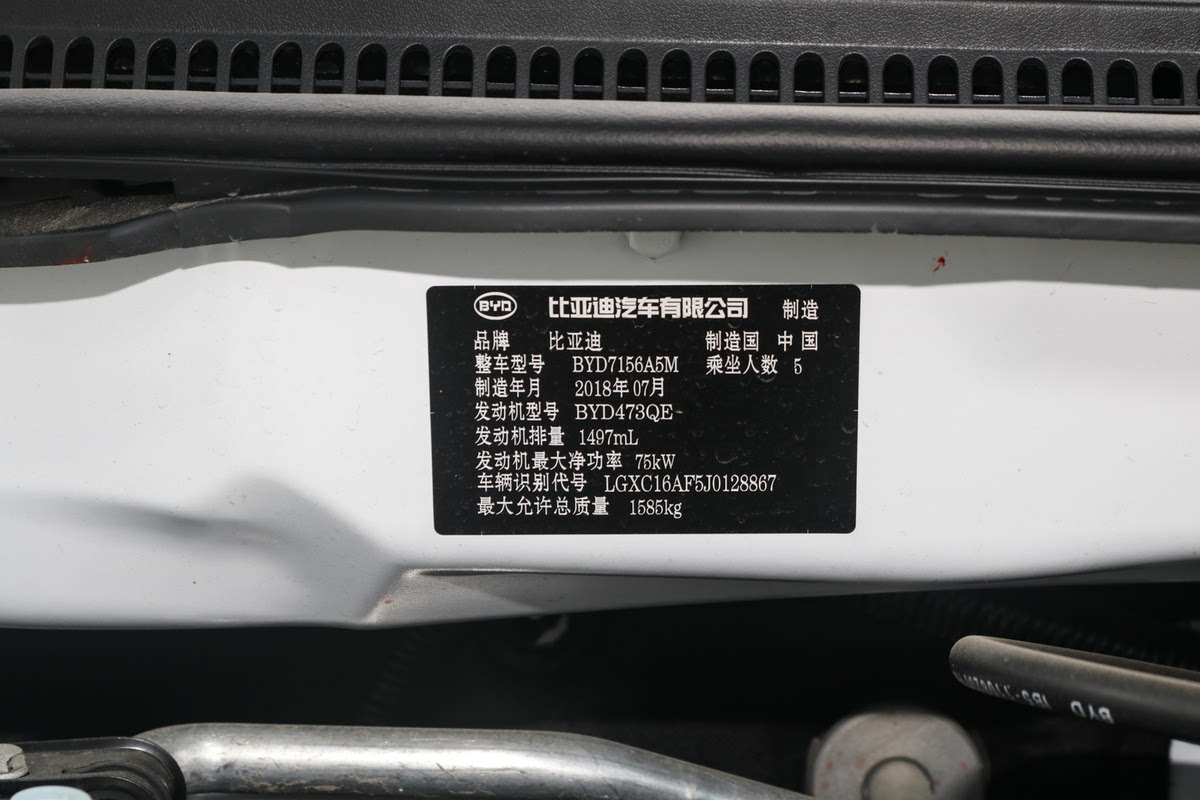 BYD 比亚迪汽车有限公司 制造
品牌 比亚迪 制造国 中国
整车型号 BYD7156A5M 乘坐人数 5
制造年月 2018年07月
发动机型号 BYD473QE
发动机排量 1497mL
发动机最大净功率 75kW
车辆识别代号 LGXC16AF5J0128867
最大允许总质量 1585kg
BYD